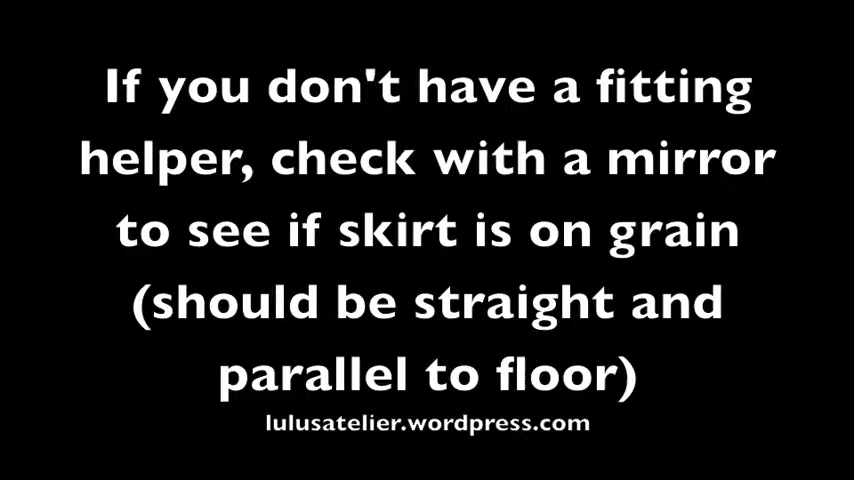 If you don't have a fitting
helper, check with a mirror
to see if skirt is on grain
(should be straight and
parallel to floor)
lulusatelier.wordpress.com